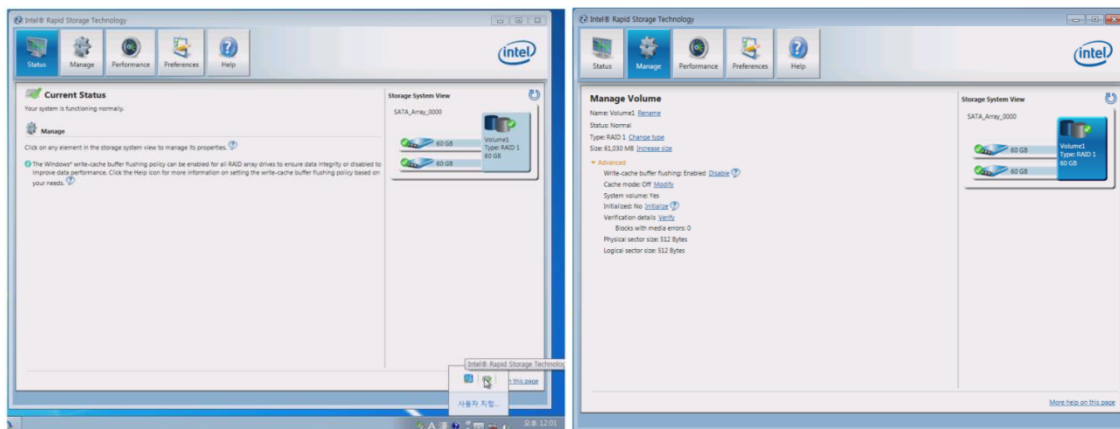 Intel® Rapid Storage Technology
Status
Manage
Performance
Preferences
Help
intel
Current Status
Your system is functioning normally.
Manage
Click on any element in the storage system view to manage its properties.
The Windows* write-cache buffer flushing policy can be enabled for all RAID array drives to ensure data integrity or disabled to
improve data performance. Click the Help icon for more information on setting the write-cache buffer flushing policy based on
your needs.
Storage System View
SATA_Array_0000
60 GB
60 GB
Volume1
Type: RAID 1
60 GB
Intel® Rapid Storage Technolog
n this page
사용자 지정...
오후 12:01
Intel® Rapid Storage Technology
Status
Manage
Performance
Preferences
Help
intel
Manage Volume
Name: Volume1 Rename
Status: Normal
Type: RAID 1 Change type
Size: 61,030 MB Increase size
Advanced
Write-cache buffer flushing: Enabled Disable
Cache mode: Off Modify
System volume: Yes
Initialized: No Initialize
Verification details Verify
Blocks with media errors: 0
Physical sector size: 512 Bytes
Logical sector size: 512 Bytes
Storage System View
SATA_Array_0000
60 GB
60 GB
Volume1
Type: RAID 1
60 GB
More help on this page